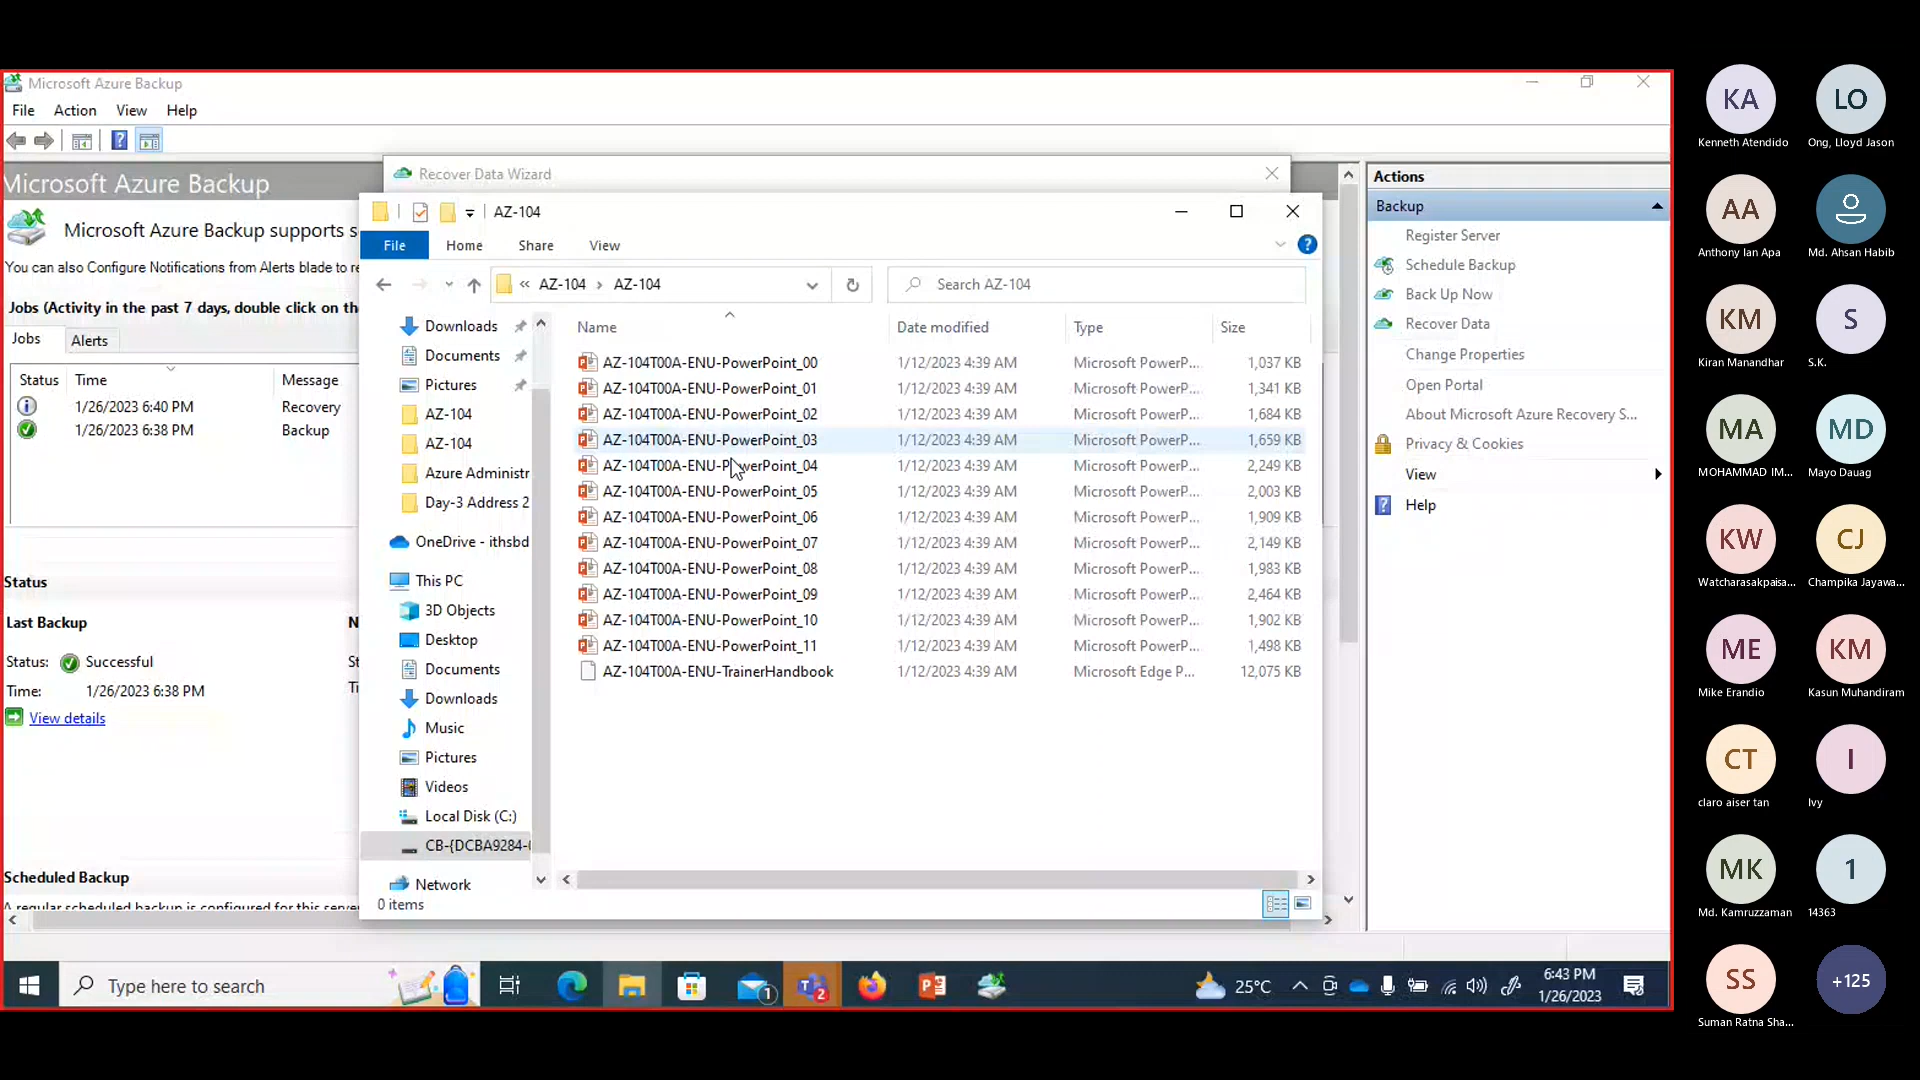 Microsoft Azure Backup
File Action View Help
Microsoft Azure Backup
Microsoft Azure Backup supports s
You can also Configure Notifications from Alerts blade to re
Jobs (Activity in the past 7 days, double click on the
Jobs Alerts
Status Time Message
1/26/2023 6:40 PM Recovery
1/26/2023 6:38 PM Backup
Status
Last Backup
N
Status: Successful
St
Time: 1/26/2023 6:38 PM
Ti
View details
Scheduled Backup
A regular scheduled backup is configured for this serve
Recover Data Wizard
AZ-104
File Home Share View
« AZ-104 › AZ-104
Search AZ-104
Downloads
Documents
Pictures
AZ-104
AZ-104
Azure Administr
Day-3 Address 2
OneDrive - ithsbd
This PC
3D Objects
Desktop
Documents
Downloads
Music
Pictures
Videos
Local Disk (C:)
CB-{DCBA9284-
Network
0 items
Name Date modified Type Size
AZ-104T00A-ENU-PowerPoint_00 1/12/2023 4:39 AM Microsoft PowerP... 1,037 KB
AZ-104T00A-ENU-PowerPoint_01 1/12/2023 4:39 AM Microsoft PowerP... 1,341 KB
AZ-104T00A-ENU-PowerPoint_02 1/12/2023 4:39 AM Microsoft PowerP... 1,684 KB
AZ-104T00A-ENU-PowerPoint_03 1/12/2023 4:39 AM Microsoft PowerP... 1,659 KB
AZ-104T00A-ENU-PowerPoint_04 1/12/2023 4:39 AM Microsoft PowerP... 2,249 KB
AZ-104T00A-ENU-PowerPoint_05 1/12/2023 4:39 AM Microsoft PowerP... 2,003 KB
AZ-104T00A-ENU-PowerPoint_06 1/12/2023 4:39 AM Microsoft PowerP... 1,909 KB
AZ-104T00A-ENU-PowerPoint_07 1/12/2023 4:39 AM Microsoft PowerP... 2,149 KB
AZ-104T00A-ENU-PowerPoint_08 1/12/2023 4:39 AM Microsoft PowerP... 1,983 KB
AZ-104T00A-ENU-PowerPoint_09 1/12/2023 4:39 AM Microsoft PowerP... 2,464 KB
AZ-104T00A-ENU-PowerPoint_10 1/12/2023 4:39 AM Microsoft PowerP... 1,902 KB
AZ-104T00A-ENU-PowerPoint_11 1/12/2023 4:39 AM Microsoft PowerP... 1,498 KB
AZ-104T00A-ENU-TrainerHandbook 1/12/2023 4:39 AM Microsoft Edge P... 12,075 KB
Actions
Backup
Register Server
Schedule Backup
Back Up Now
Recover Data
Change Properties
Open Portal
About Microsoft Azure Recovery S...
Privacy & Cookies
View
Help
Type here to search
1
2
25°C
6:43 PM
1/26/2023
KA LO
Kenneth Atendido Ong, Lloyd Jason
AA
Anthony Ian Apa Md. Ahsan Habib
KM S
Kiran Manandhar S.K.
MA MD
MOHAMMAD IM... Mayo Dauag
KW CJ
Watcharasakpaisa... Champika Jayawa...
ME KM
Mike Erandio Kasun Muhandiram
CT I
claro aiser tan Ivy
MK 1
Md. Kamruzzaman 14363
SS +125
Suman Ratna Sha...